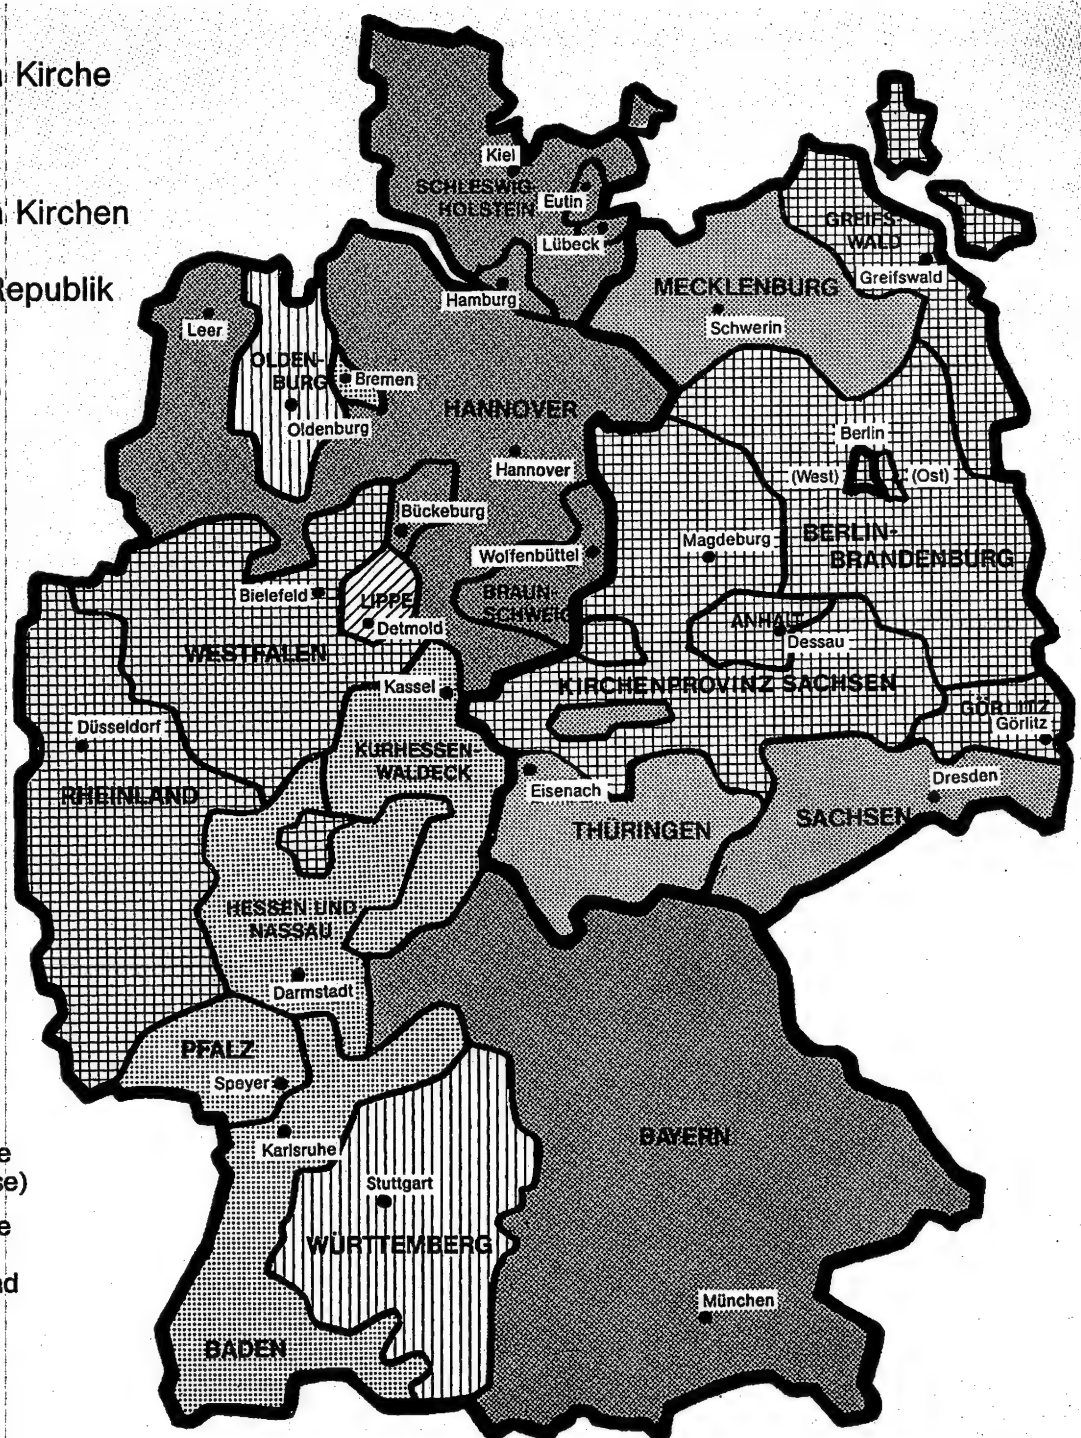 Kirche
Kirchen
Republik
Kiel
SCHLESWIG-
HOLSTEIN
Eutin
Lübeck
Hamburg
GREIFS-
WALD
Greifswald
MECKLENBURG
Schwerin
Leer
OLDEN-
BURG
Bremen
Oldenburg
HANNOVER
Hannover
Berlin
(West)
(Ost)
Bückeburg
Wolfenbüttel
Magdeburg
BERLIN-
BRANDENBURG
Bielefeld
LIPPE
Detmold
BRAUN-
SCHWEIG
ANHALT
Dessau
WESTFALEN
Kassel
KIRCHENPROVINZ SACHSEN
GÖRLITZ
Görlitz
Düsseldorf
KURHESSEN-
WALDECK
RHEINLAND
Eisenach
Dresden
THÜRINGEN
SACHSEN
HESSEN UND
NASSAU
Darmstadt
PFALZ
Speyer
Karlsruhe
BAYERN
Stuttgart
WÜRTTEMBERG
München
BADEN